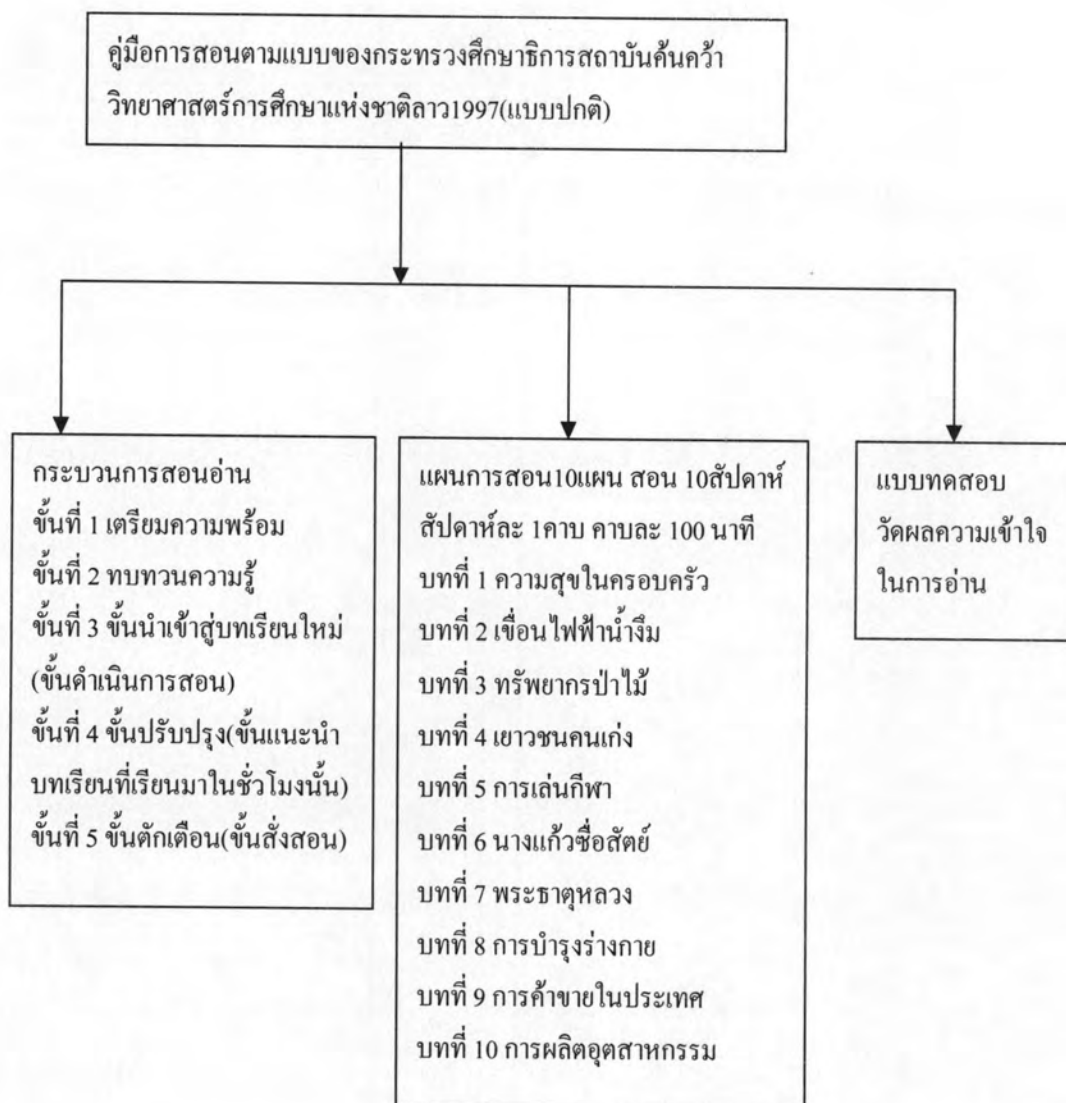 คู่มือการสอนตามแบบของกระทรวงศึกษาธิการสถาบันค้นคว้า
วิทยาศาสตร์การศึกษาแห่งชาติลาว1997(แบบปกติ)
กระบวนการสอนอ่าน
ขั้นที่ 1 เตรียมความพร้อม
ขั้นที่ 2 ทบทวนความรู้
ขั้นที่ 3 ขั้นนำเข้าสู่บทเรียนใหม่
(ขั้นดำเนินการสอน)
ขั้นที่ 4 ขั้นปรับปรุง(ขั้นแนะนำ
บทเรียนที่เรียนมาในชั่วโมงนั้น)
ขั้นที่ 5 ขั้นตักเตือน(ขั้นสั่งสอน)
แผนการสอน10แผน สอน 10สัปดาห์
สัปดาห์ละ 1คาบ คาบละ 100 นาที
บทที่ 1 ความสุขในครอบครัว
บทที่ 2 เขื่อนไฟฟ้าน้ำงึม
บทที่ 3 ทรัพยากรป่าไม้
บทที่ 4 เยาวชนคนเก่ง
บทที่ 5 การเล่นกีฬา
บทที่ 6 นางแก้วซื่อสัตย์
บทที่ 7 พระธาตุหลวง
บทที่ 8 การบำรุงร่างกาย
บทที่ 9 การค้าขายในประเทศ
บทที่ 10 การผลิตอุตสาหกรรม
แบบทดสอบ
วัดผลความเข้าใจ
ในการอ่าน